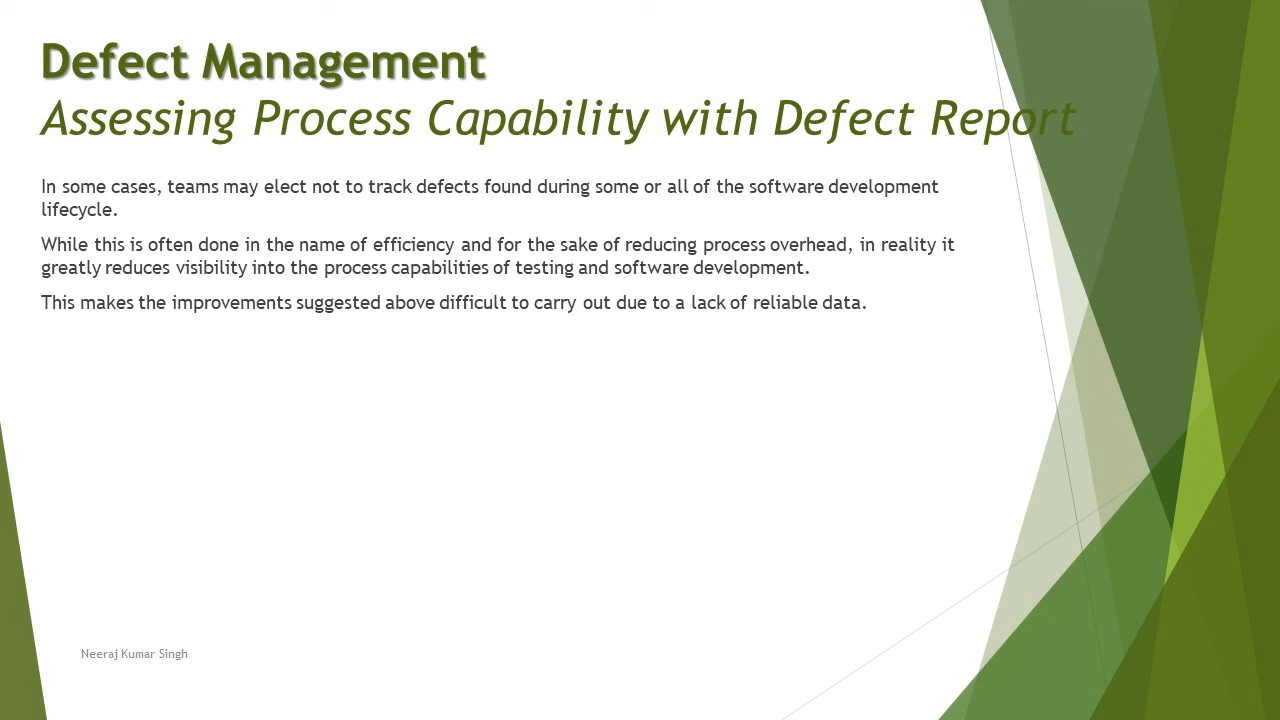 Defect Management
Assessing Process Capability with Defect Report
In some cases, teams may elect not to track defects found during some or all of the software development
lifecycle.
While this is often done in the name of efficiency and for the sake of reducing process overhead, in reality it
greatly reduces visibility into the process capabilities of testing and software development.
This makes the improvements suggested above difficult to carry out due to a lack of reliable data.
Neeraj Kumar Singh